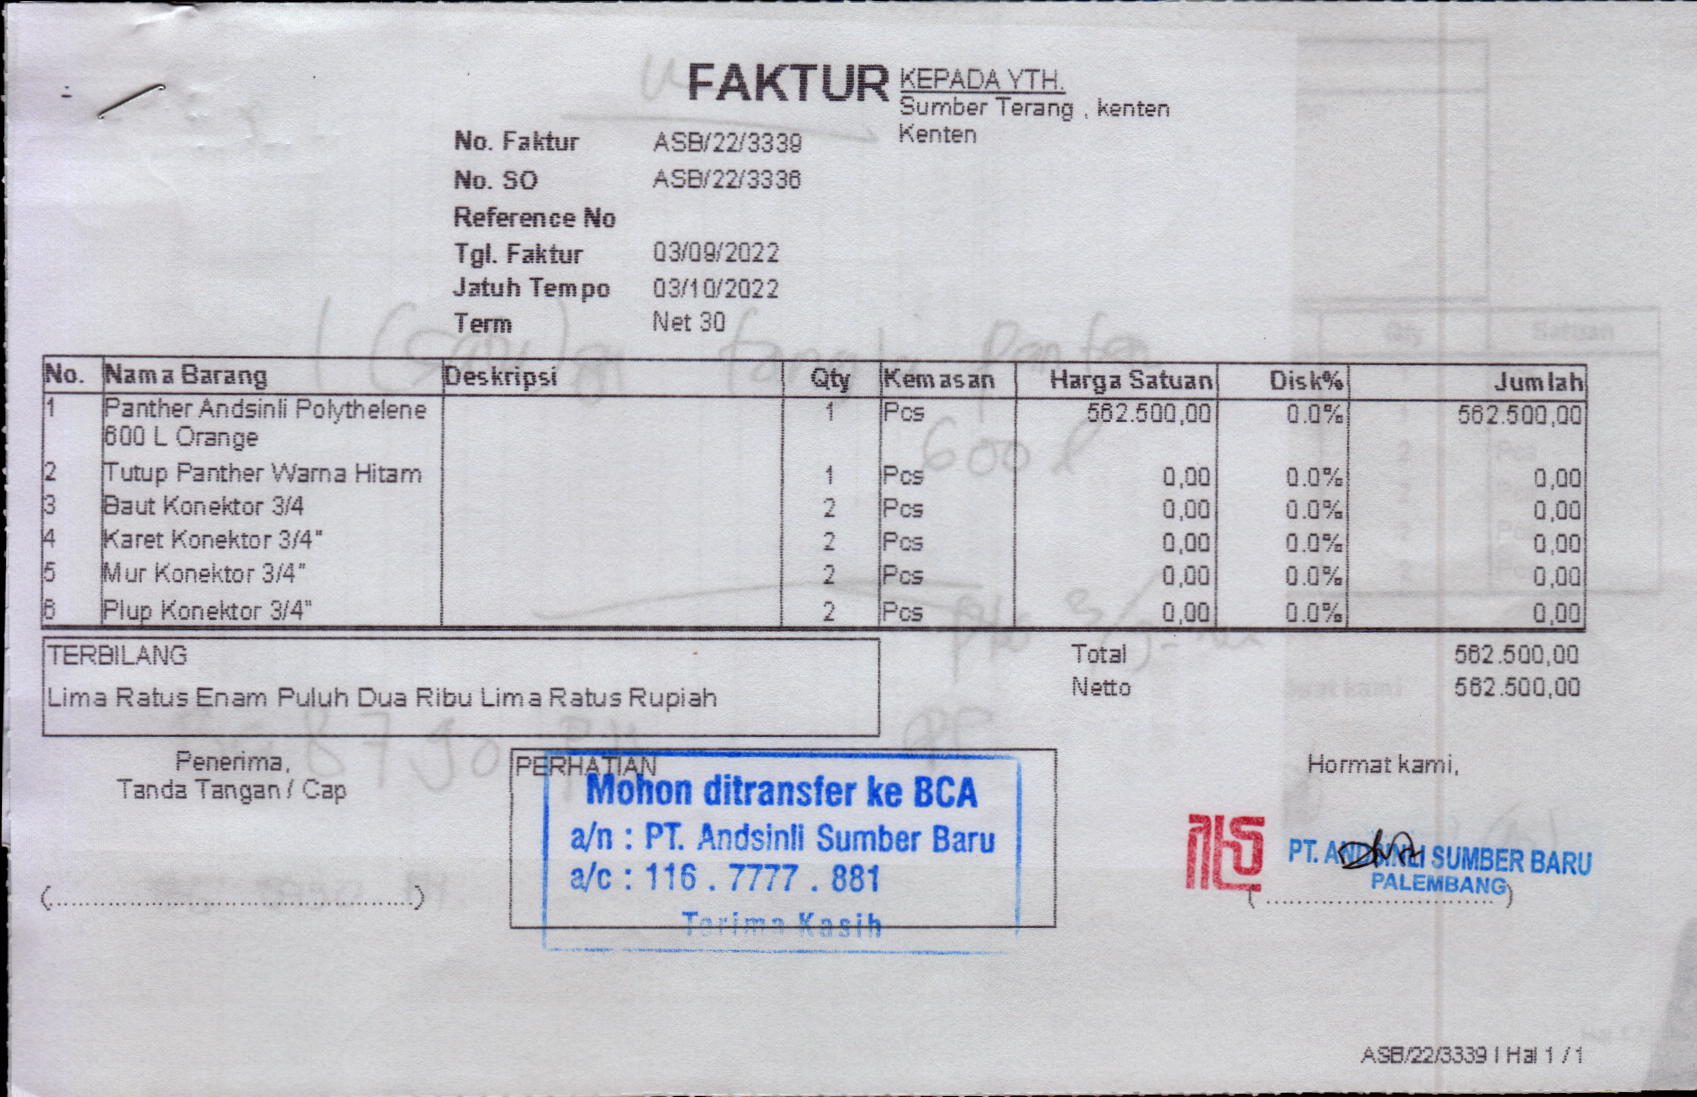 FAKTUR
KEPADA YTH.
Sumber Terang , kenten
Kenten
No. Faktur ASB/22/3339
No. SO ASB/22/3336
Reference No
Tgl. Faktur 03/09/2022
Jatuh Tempo 03/10/2022
Term Net 30
No. Nama Barang Deskripsi Qty Kemasan Harga Satuan Disk% Jumlah
1 Panther Andsinli Polythelene 1 Pcs 562.500,00 0.0% 562.500,00
600 L Orange
2 Tutup Panther Warna Hitam 1 Pcs 0,00 0.0% 0,00
3 Baut Konektor 3/4 2 Pcs 0,00 0.0% 0,00
4 Karet Konektor 3/4" 2 Pcs 0,00 0.0% 0,00
5 Mur Konektor 3/4" 2 Pcs 0,00 0.0% 0,00
6 Plup Konektor 3/4" 2 Pcs 0,00 0.0% 0,00
TERBILANG
Lima Ratus Enam Puluh Dua Ribu Lima Ratus Rupiah
Total 562.500,00
Netto 562.500,00
Penerima,
Tanda Tangan / Cap
(................................................)
PERHATIAN
Mohon ditransfer ke BCA
a/n : PT. Andsinli Sumber Baru
a/c : 116 . 7777 . 881
Terima Kasih
Hormat kami,
PT. ANDSINLI SUMBER BARU
PALEMBANG
(..............................)
ASB/22/3339 | Hal 1 / 1